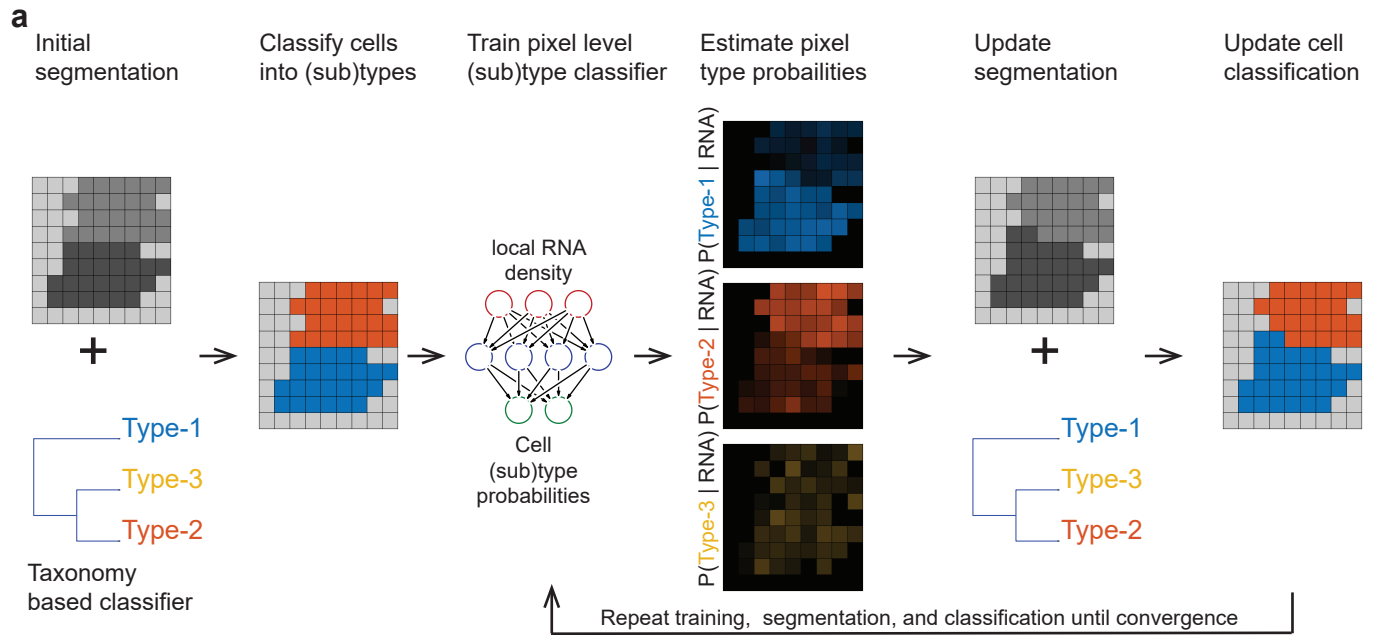 a
Initial
segmentation
Classify cells
into (sub)types
Train pixel level
(sub)type classifier
Estimate pixel
type probailities
Update
segmentation
Update cell
classification
+
Type-1
Type-3
Type-2
Taxonomy
based classifier
local RNA
density
Cell
(sub)type
probabilities
P(Type-1 | RNA)
P(Type-2 | RNA)
P(Type-3 | RNA)
+
Type-1
Type-3
Type-2
Repeat training, segmentation, and classification until convergence